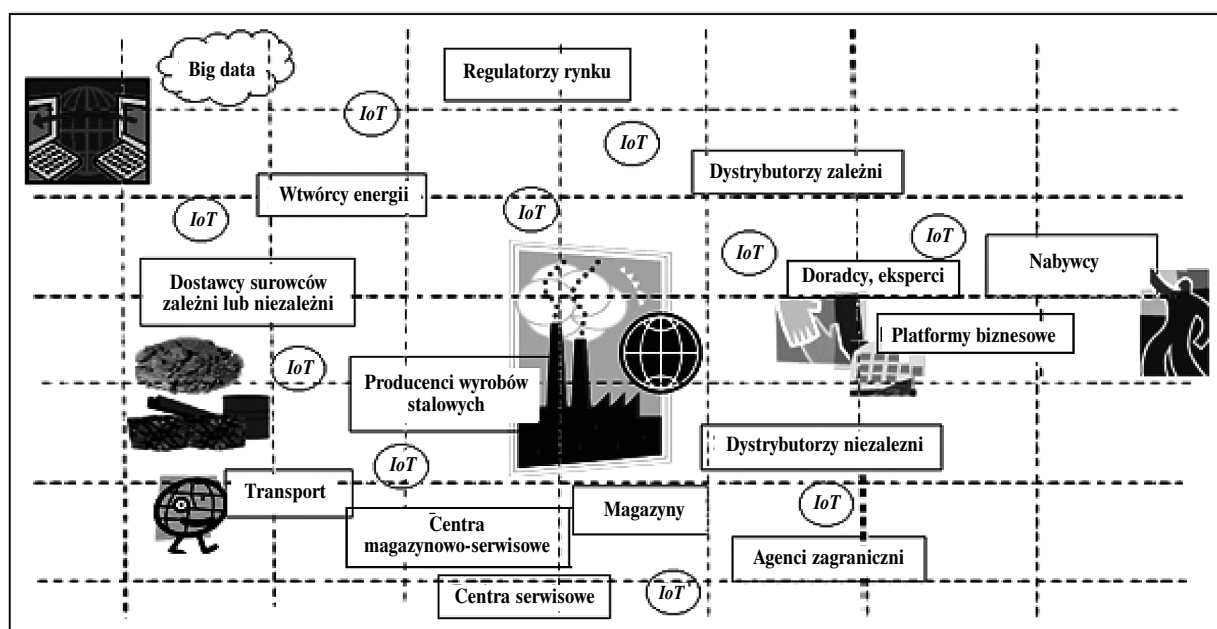 Big data
Regulatorzy rynku
IoT
IoT
Dystrybutorzy zależni
Wtwórcy energii
IoT
IoT
IoT
IoT
Doradcy, eksperci
Nabywcy
Dostawcy surowców
zależni lub niezależni
Platformy biznesowe
IoT
Producenci wyrobów
stalowych
Dystrybutorzy niezalezni
IoT
Transport
Magazyny
IoT
Centra
magazynowo-serwisowe
Agenci zagraniczni
Centra serwisowe
IoT